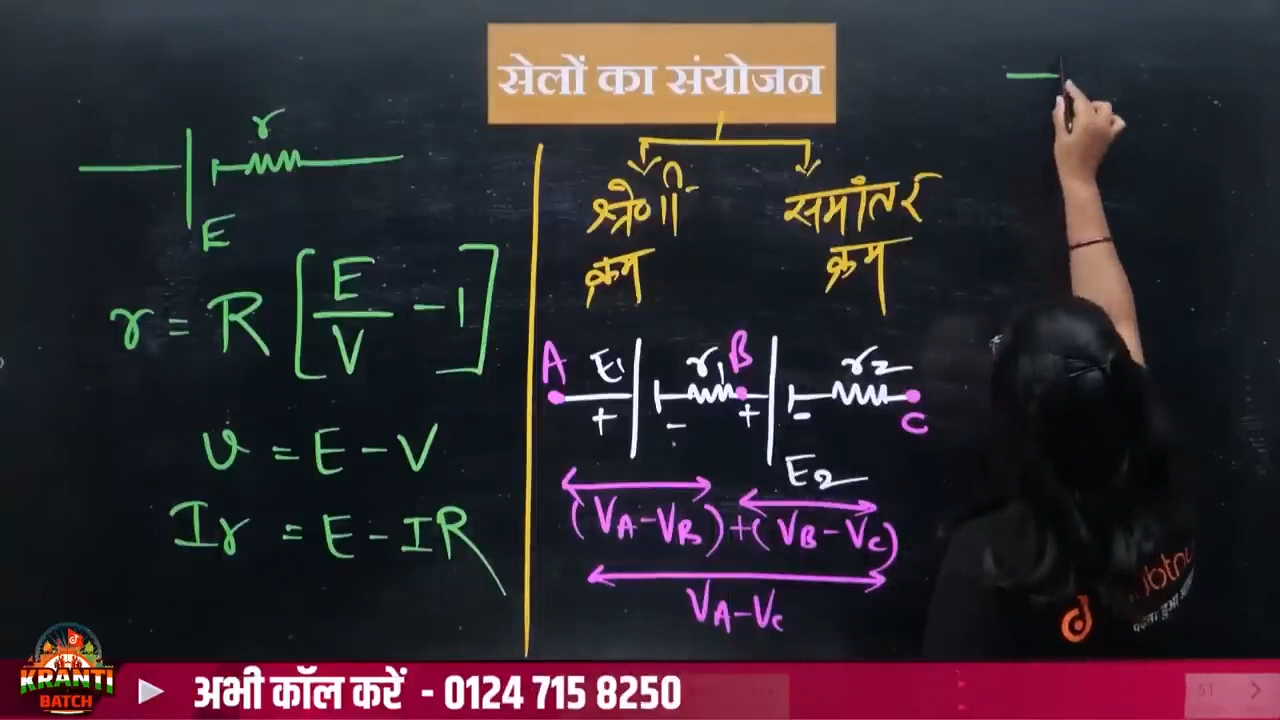 सेलों का संयोजन
r
E
r = R [E/V - 1]
v = E - V
Ir = E - IR
श्रेणी क्रम
समांतर क्रम
A E1 r1 B r2
+ - + - C
E2
(VA-VB)+(VB-VC)
VA-VC
KRANTI
BATCH
अभी कॉल करें - 0124 715 8250
51